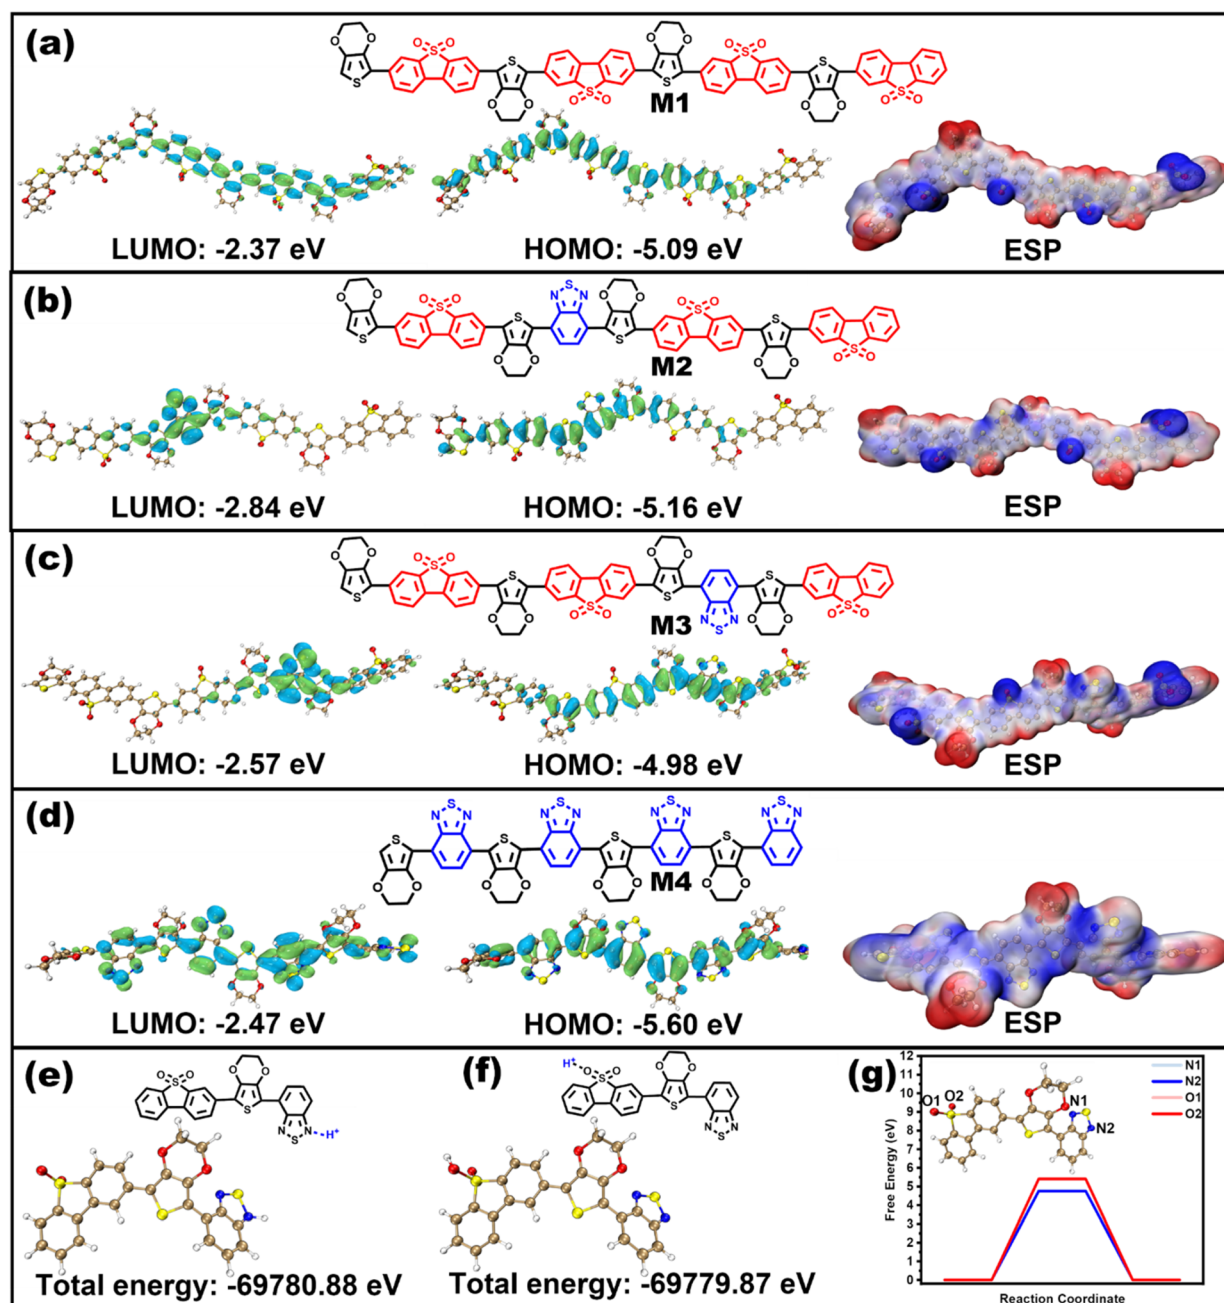 (a)
M1
LUMO: -2.37 eV
HOMO: -5.09 eV
ESP
(b)
M2
LUMO: -2.84 eV
HOMO: -5.16 eV
ESP
(c)
M3
LUMO: -2.57 eV
HOMO: -4.98 eV
ESP
(d)
M4
LUMO: -2.47 eV
HOMO: -5.60 eV
ESP
(e)
H+
Total energy: -69780.88 eV
(f)
H+
Total energy: -69779.87 eV
(g)
N1
N2
O1
O2
O1
O2
N1
N2
Free Energy (eV)
12
11
10
9
8
7
6
5
4
3
2
1
0
Reaction Coordinate